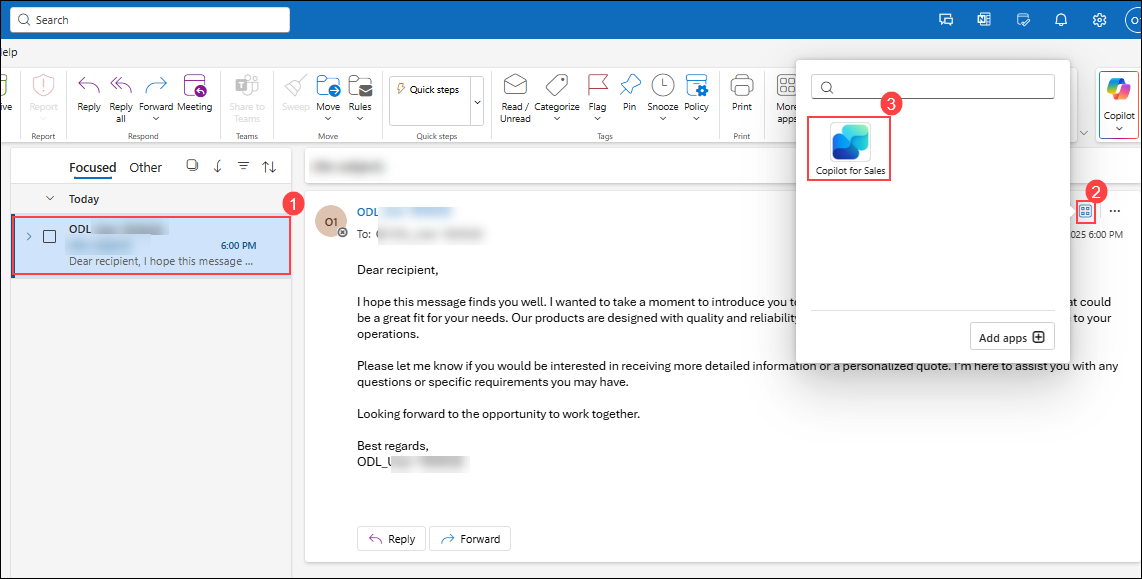 Search
elp
ive
Report
Reply
Reply all
Forward
Meeting
Share to Teams
Sweep
Move
Rules
Quick steps
Read / Unread
Categorize
Flag
Pin
Snooze
Policy
Print
More apps
Copilot
Report
Respond
Teams
Move
Quick steps
Tags
Print
3
Copilot for Sales
Focused
Other
Today
1
ODL
6:00 PM
Dear recipient, I hope this message ...
O1
ODL
To:
2
025 6:00 PM
Dear recipient,
I hope this message finds you well. I wanted to take a moment to introduce you to
at could
be a great fit for your needs. Our products are designed with quality and reliability
to your
operations.
Add apps
Please let me know if you would be interested in receiving more detailed information or a personalized quote. I'm here to assist you with any
questions or specific requirements you may have.
Looking forward to the opportunity to work together.
Best regards,
ODL_U
Reply
Forward